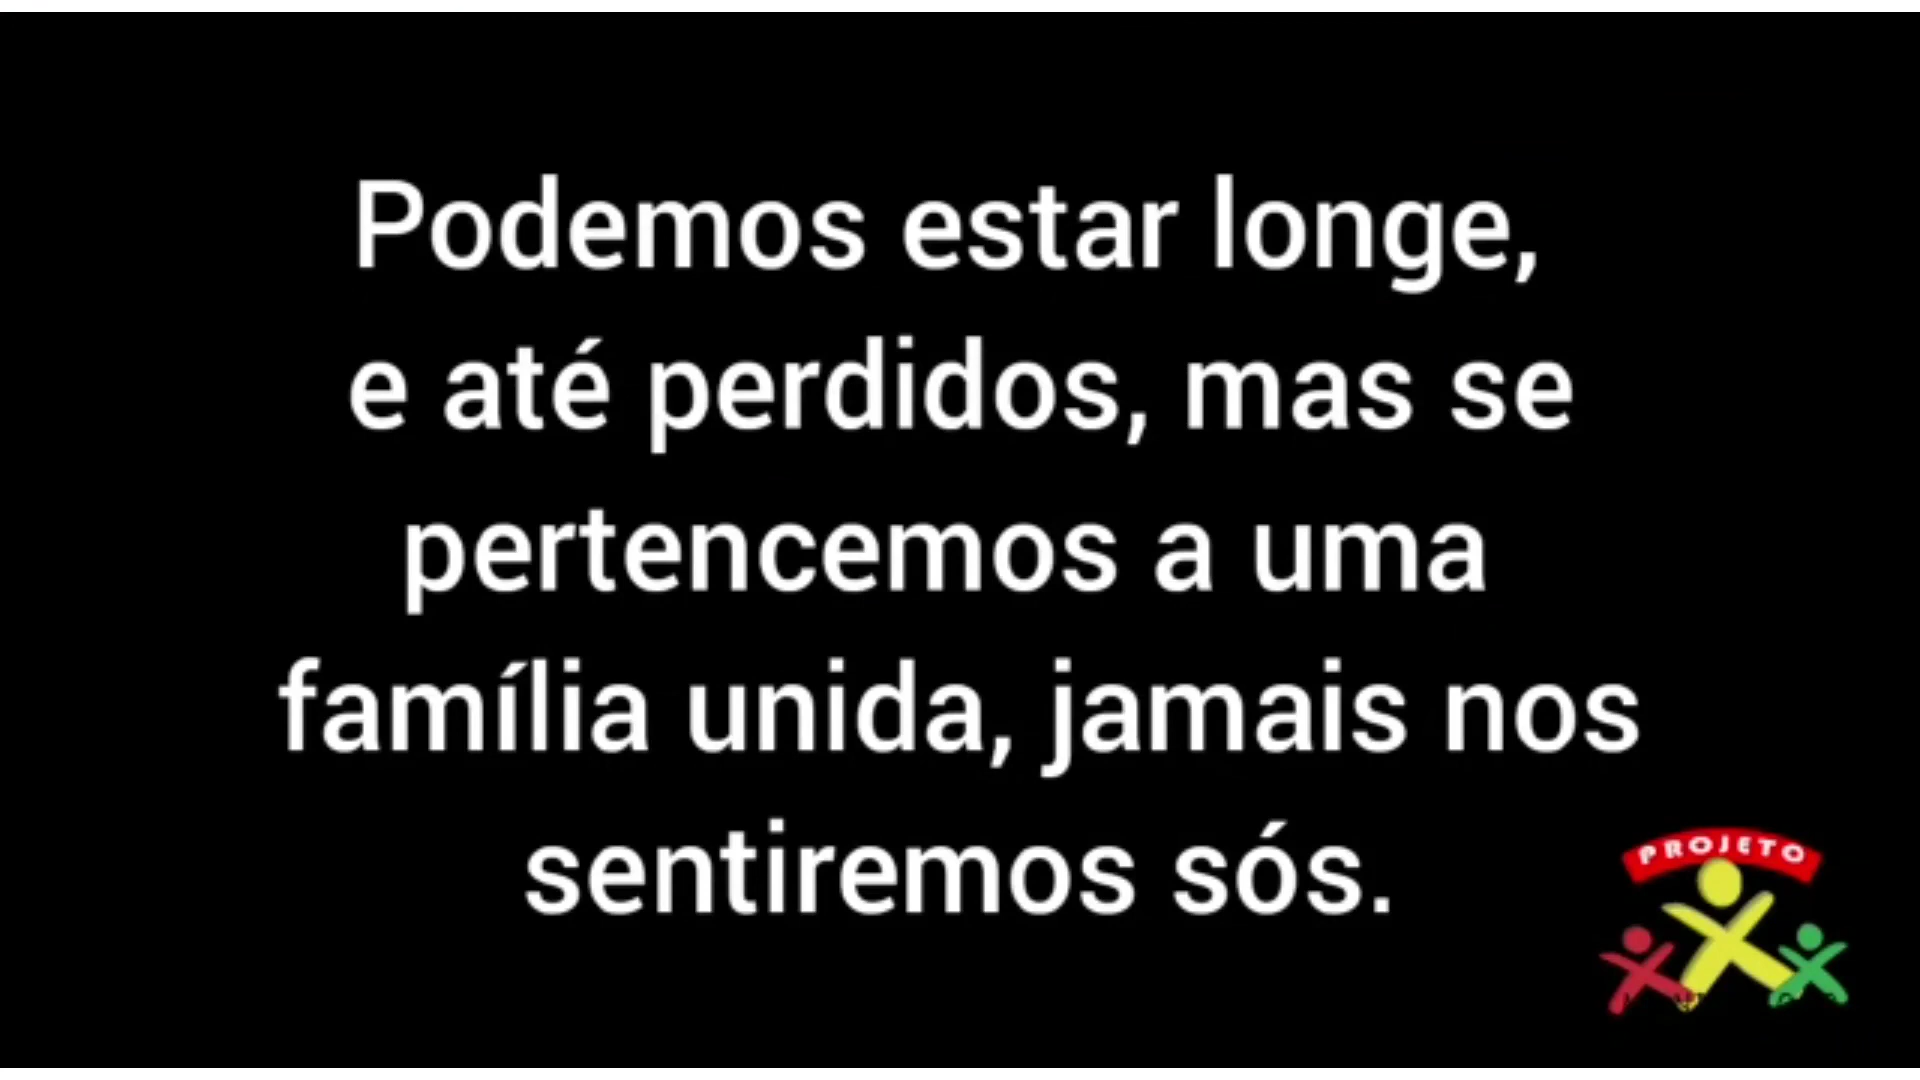 Podemos estar longe,
e até perdidos, mas se
pertencemos a uma
família unida, jamais nos
sentiremos sós.
PROJETO